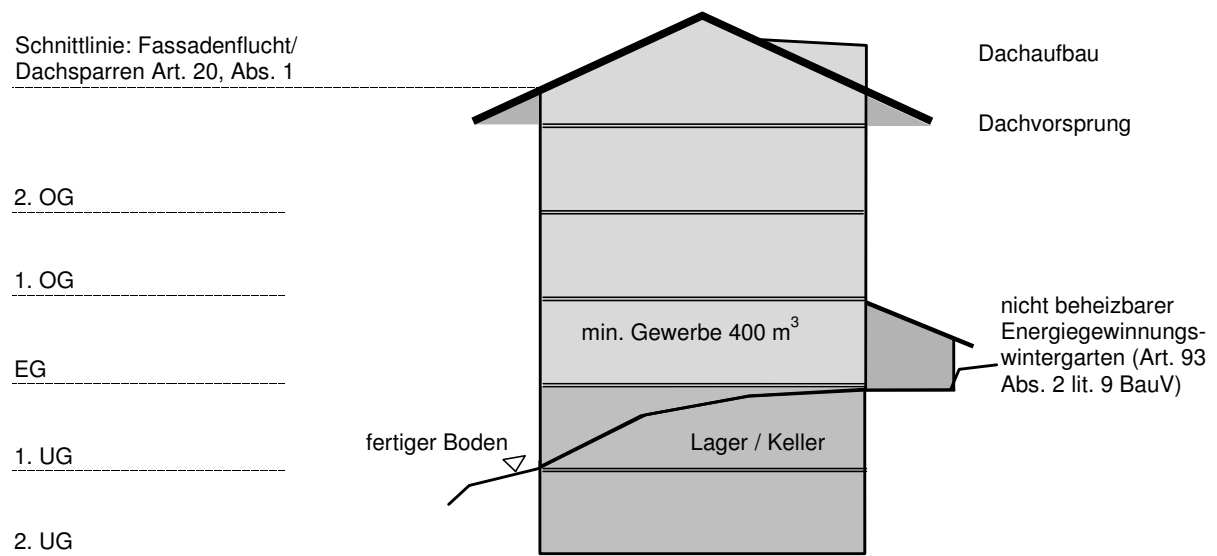 Schnittlinie: Fassadenflucht/
Dachsparren Art. 20, Abs. 1
Dachaufbau
Dachvorsprung
2. OG
1. OG
min. Gewerbe 400 m³
nicht beheizbarer
Energiegewinnungs-
wintergarten (Art. 93
Abs. 2 lit. 9 BauV)
EG
fertiger Boden
Lager / Keller
1. UG
2. UG